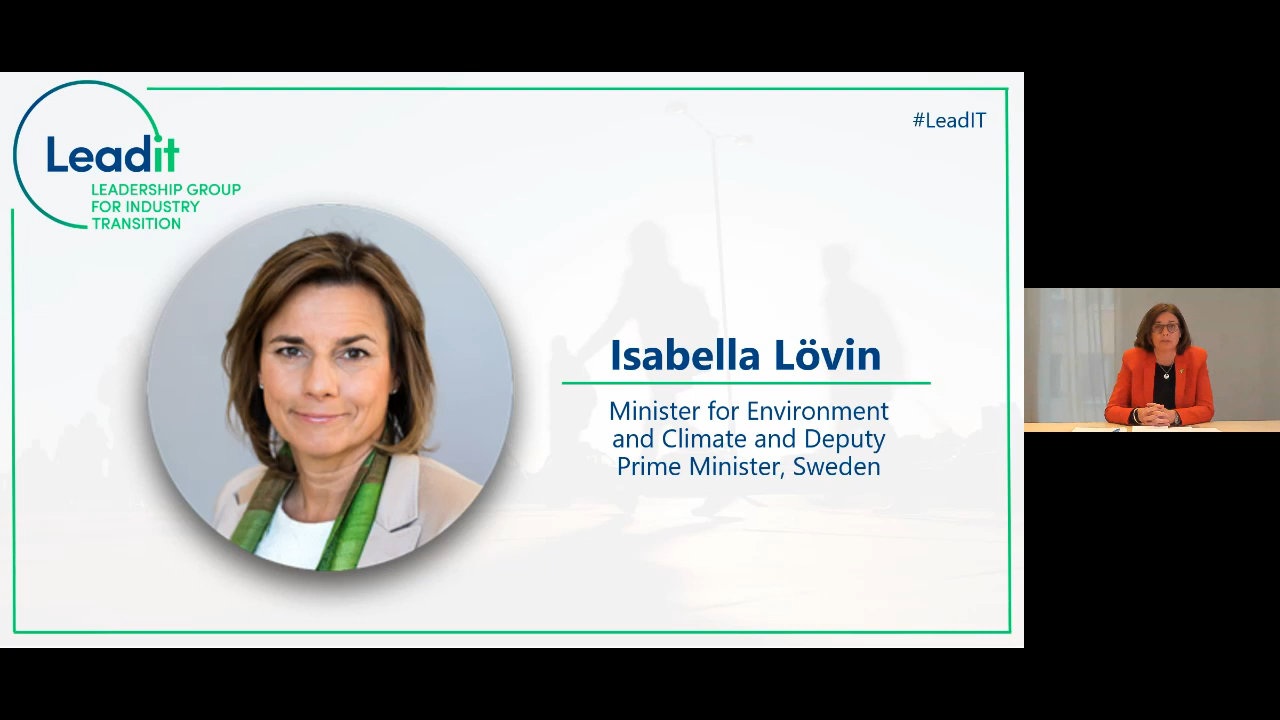 #LeadIT
Leadit
LEADERSHIP GROUP
FOR INDUSTRY
TRANSITION
Isabella Lövin
Minister for Environment
and Climate and Deputy
Prime Minister, Sweden